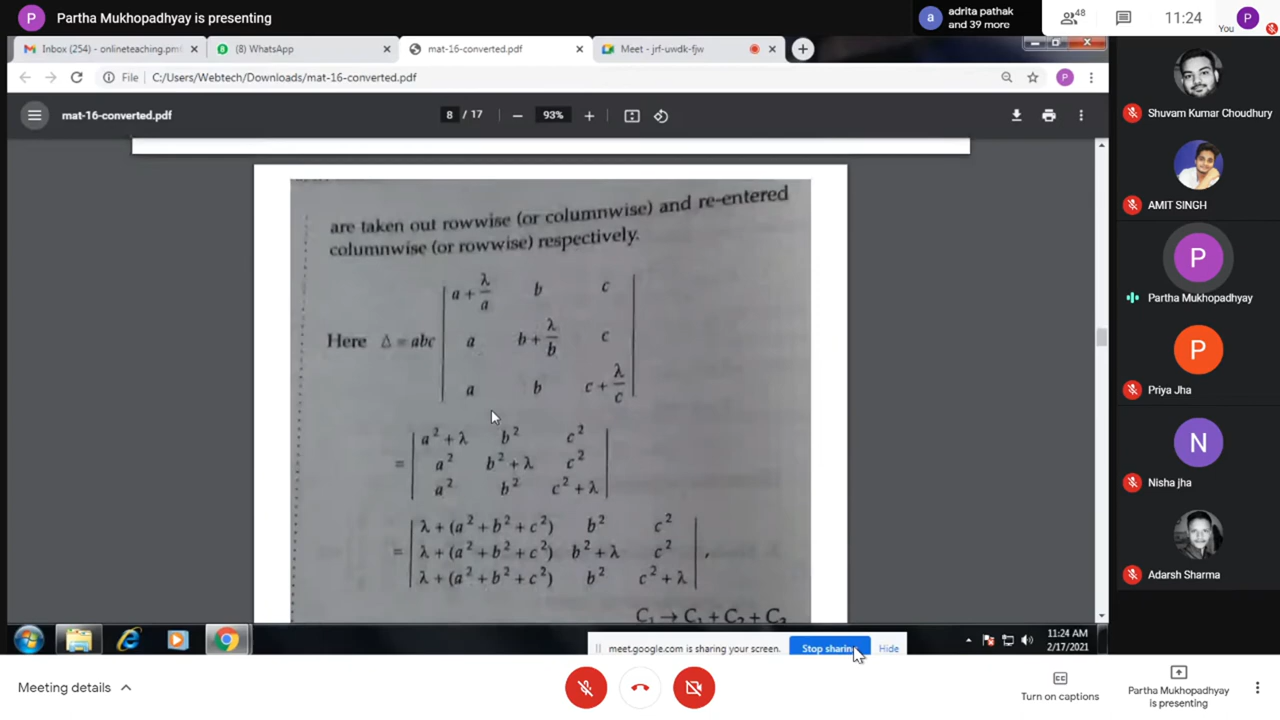 P Partha Mukhopadhyay is presenting
a adrita pathak
and 39 more
48
11:24
You P
Inbox (254) - onlineteaching.pml
WhatsApp
mat-16-converted.pdf
Meet - jrf-uwdk-fjw
File C:/Users/Webtech/Downloads/mat-16-converted.pdf
P
mat-16-converted.pdf
8 / 17 − 93% +
are taken out rowwise (or columnwise) and re-entered
columnwise (or rowwise) respectively.
Here Δ = abc | a + λ/a b c |
| a b + λ/b c |
| a b c + λ/c |
= | a² + λ b² c² |
| a² b² + λ c² |
| a² b² c² + λ |
= | λ + (a² + b² + c²) b² c² |
| λ + (a² + b² + c²) b² + λ c² | ,
| λ + (a² + b² + c²) b² c² + λ |
C₁ → C₁ + C₂ + C₃
Shuvam Kumar Choudhury
AMIT SINGH
P
Partha Mukhopadhyay
P
Priya Jha
N
Nisha jha
Adarsh Sharma
11:24 AM
2/17/2021
meet.google.com is sharing your screen. Stop sharing Hide
Meeting details
Turn on captions
Partha Mukhopadhyay
is presenting